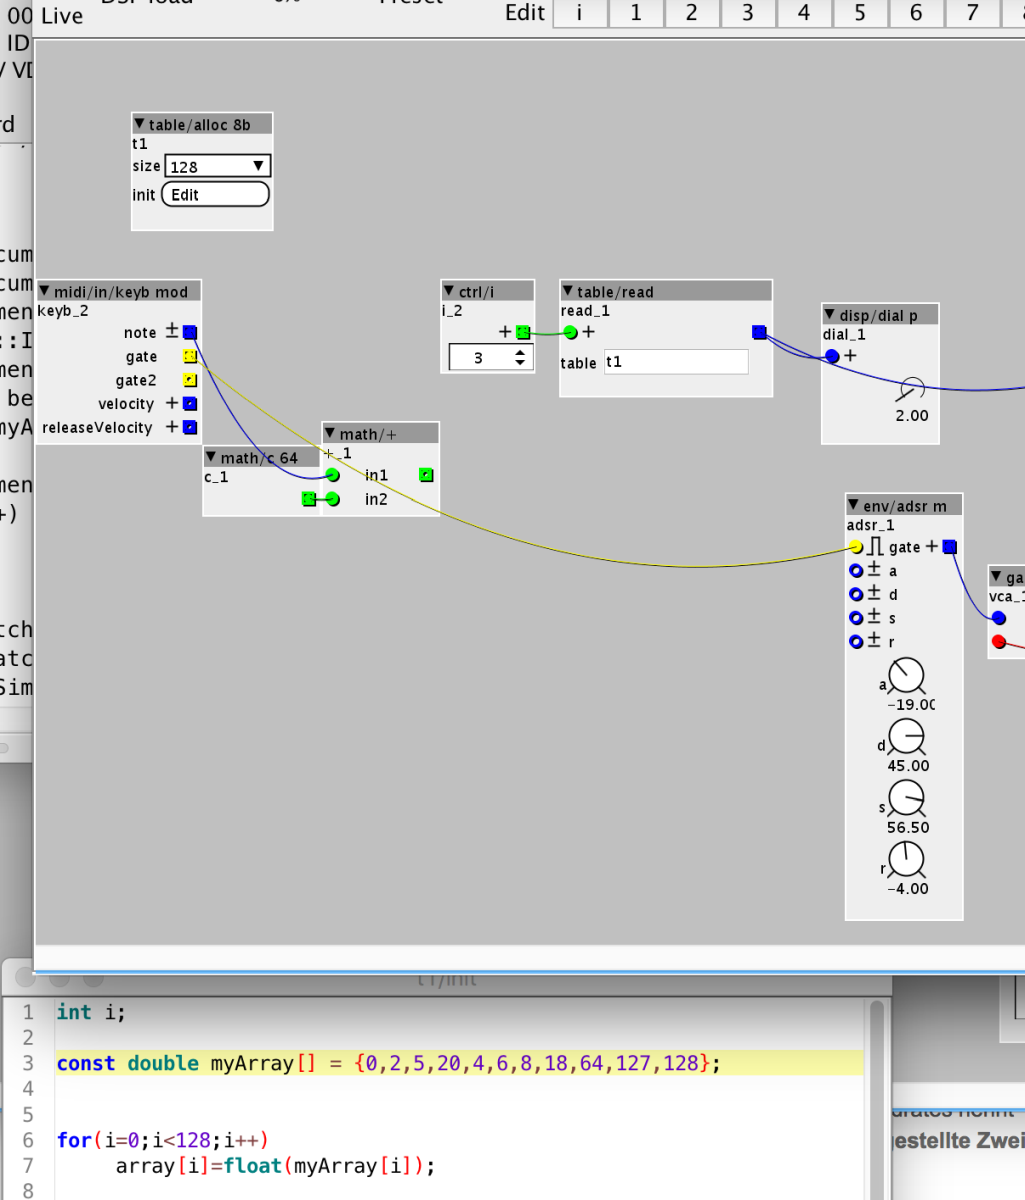 Live
Edit i 1 2 3 4 5 6 7
00
ID
/ VD
rd
table/alloc 8b
t1
size 128
init Edit
cum
cum
men
::I
men
be
myA
men
+)
tch
atc
Sim
midi/in/keyb mod
keyb_2
note ±
gate
gate2
velocity +
releaseVelocity +
math/c 64
c_1
math/+
+_1
in1
in2
ctrl/i
i_2
+
3
table/read
read_1
+
table t1
disp/dial p
dial_1
+
2.00
env/adsr m
adsr_1
gate +
± a
± d
± s
± r
a
-19.00
d
45.00
s
56.50
r
-4.00
ga
vca_1
t1/init
1 int i;
2
3 const double myArray[] = {0,2,5,20,4,6,8,18,64,127,128};
4
5
6 for(i=0;i<128;i++)
7 array[i]=float(myArray[i]);
8
gestellte Zwei